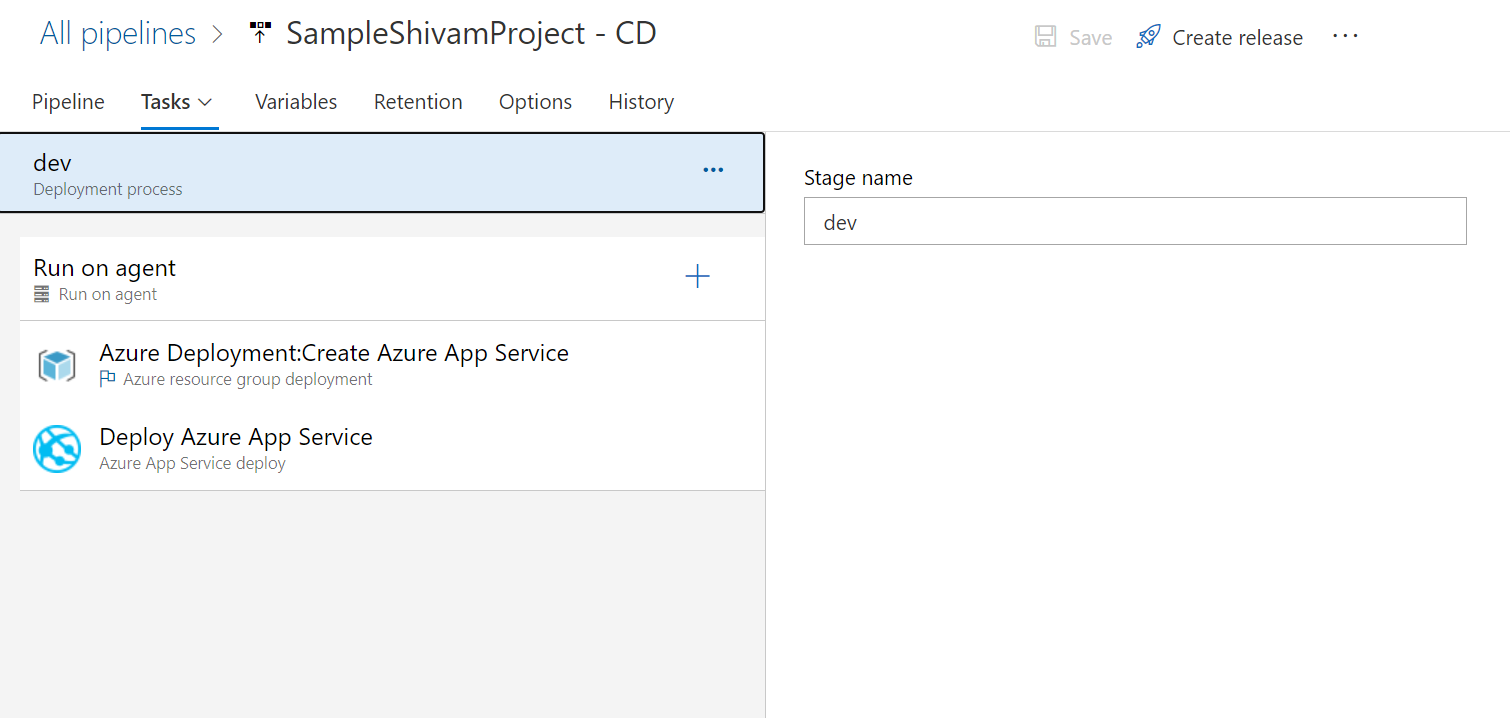 All pipelines > SampleShivamProject - CD
Save
Create release
...
Pipeline
Tasks
Variables
Retention
Options
History
dev
...
Deployment process
Stage name
dev
Run on agent
Run on agent
Azure Deployment:Create Azure App Service
Azure resource group deployment
Deploy Azure App Service
Azure App Service deploy